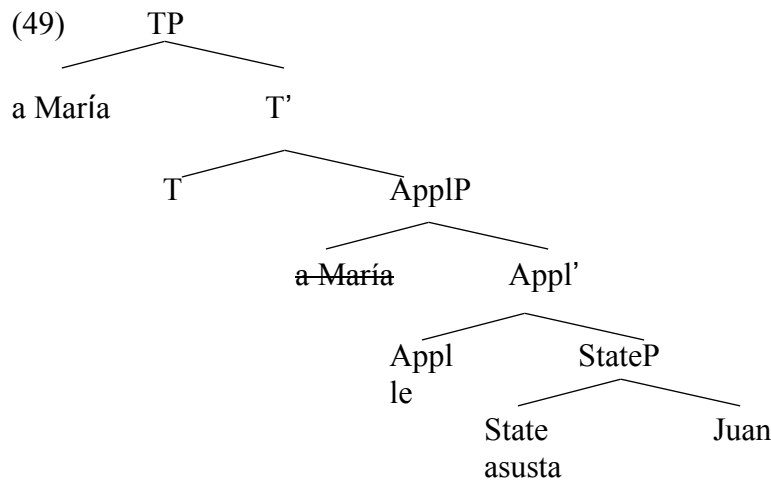 (49) TP
a María T’
T ApplP
a María Appl’
Appl StateP
le
State Juan
asusta